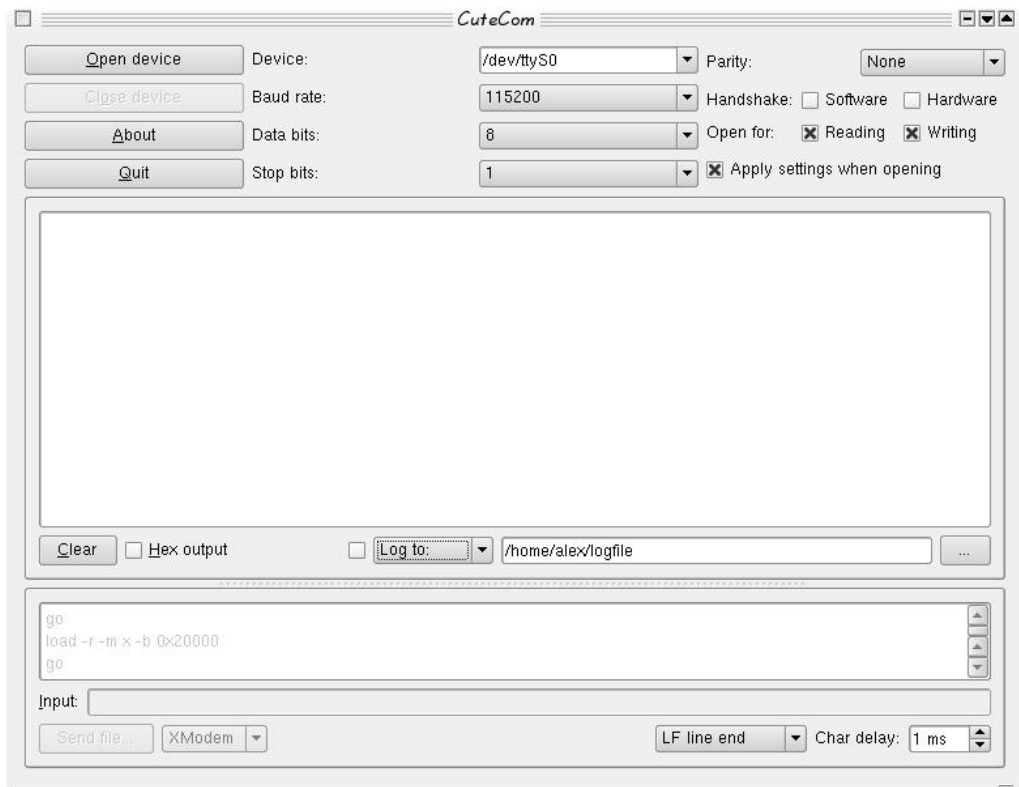 CuteCom
Open device Device: /dev/ttyS0 Parity: None
Close device Baud rate: 115200 Handshake: Software Hardware
About Data bits: 8 Open for: Reading Writing
Quit Stop bits: 1 Apply settings when opening
Clear Hex output Log to: /home/alex/logfile ...
go
load -r -m x -b 0x20000
go
Input:
Send file... XModem LF line end Char delay: 1 ms